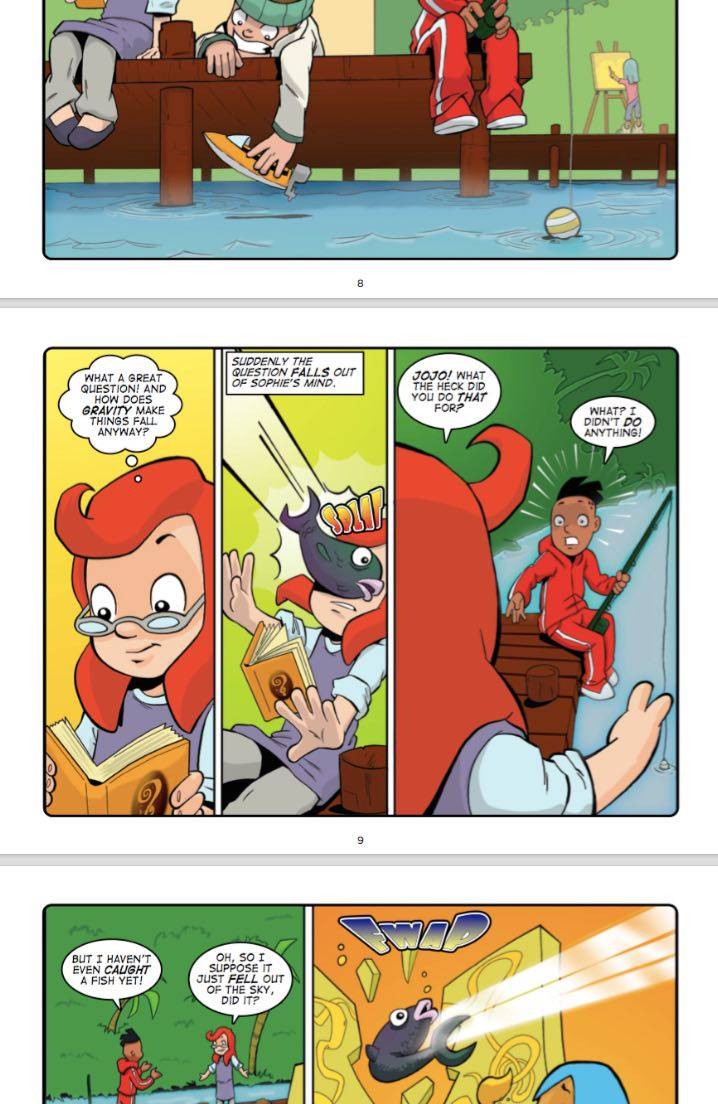 8
WHAT A GREAT
QUESTION! AND
HOW DOES
GRAVITY MAKE
THINGS FALL
ANYWAY?
SUDDENLY THE
QUESTION FALLS OUT
OF SOPHIE'S MIND.
SPLIT
JOJO! WHAT
THE HECK DID
YOU DO THAT
FOR?
WHAT? I
DIDN'T DO
ANYTHING!
9
BUT I HAVEN'T
EVEN CAUGHT
A FISH YET!
OH, SO I
SUPPOSE IT
JUST FELL OUT
OF THE SKY,
DID IT?
FWAP